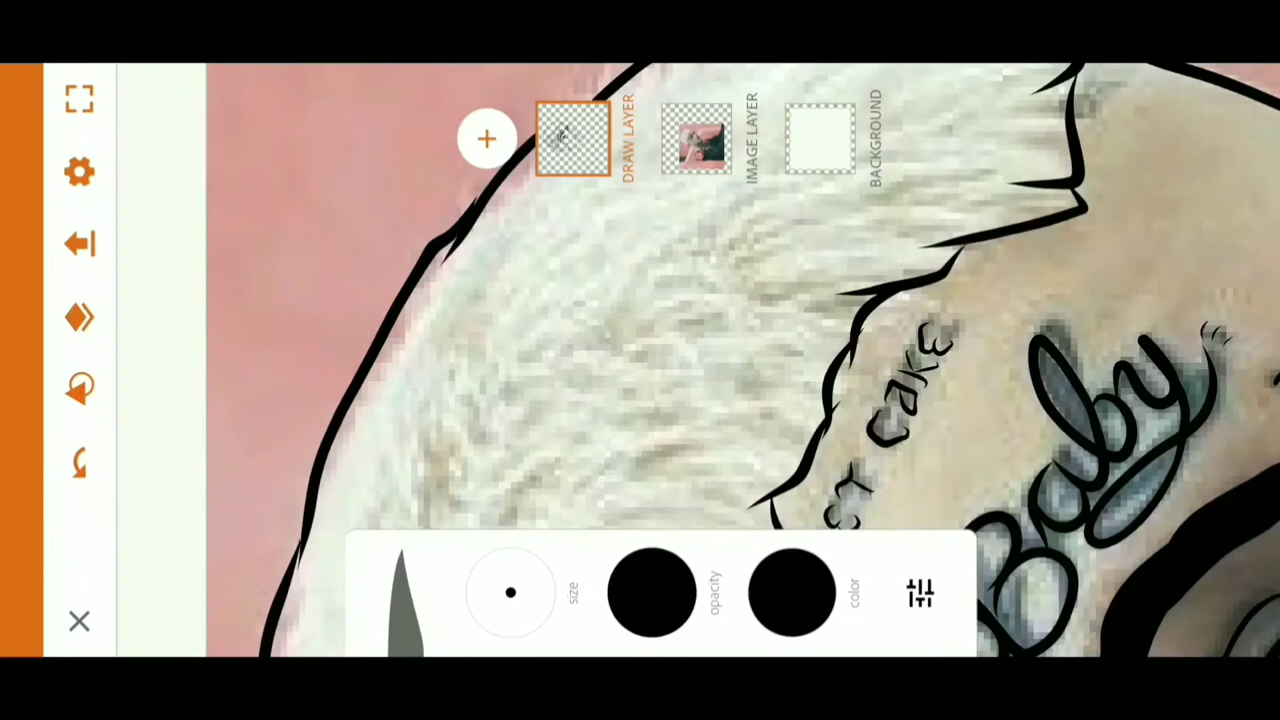 DRAW LAYER
IMAGE LAYER
BACKGROUND
CAKE
Baby
size
opacity
color